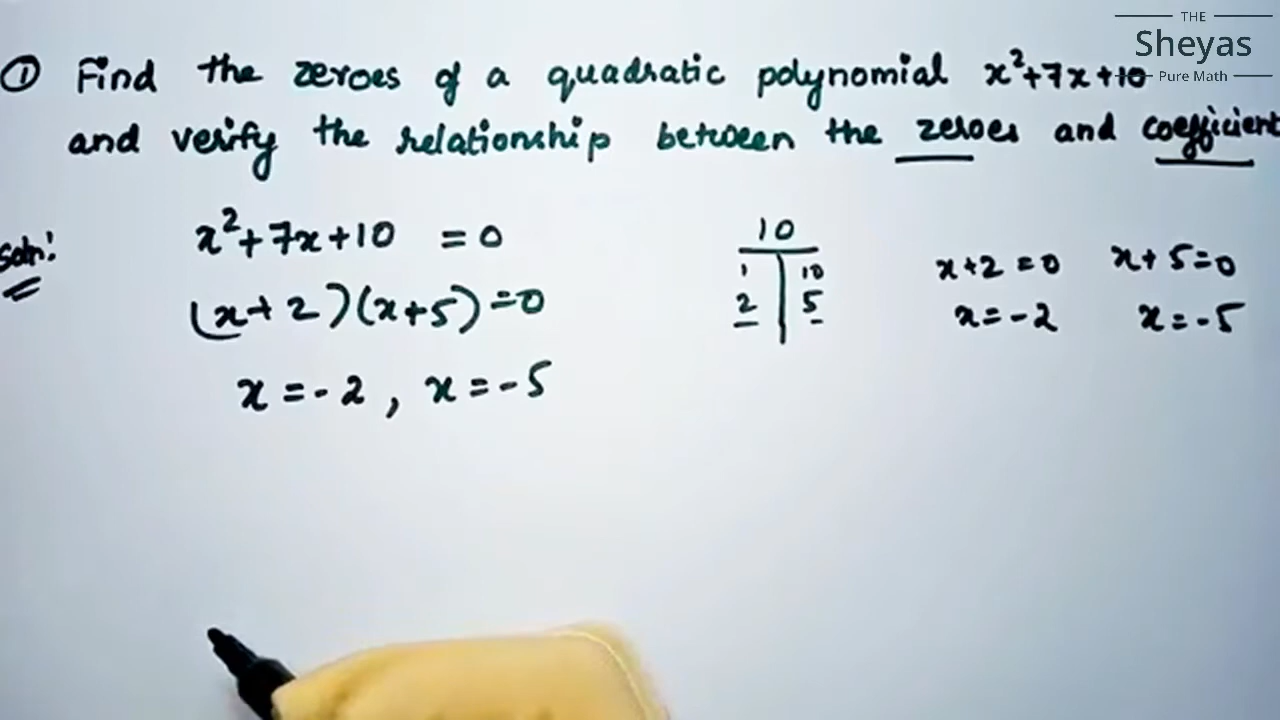 THE
Sheyas
Pure Math
① Find the zeroes of a quadratic polynomial x²+7x+10
and verify the relationship between the zeroes and coefficient
Soln:
x²+7x+10 = 0
(x+2)(x+5)=0
x=-2, x=-5
10
1 10
2 5
x+2=0 x+5=0
x=-2 x=-5